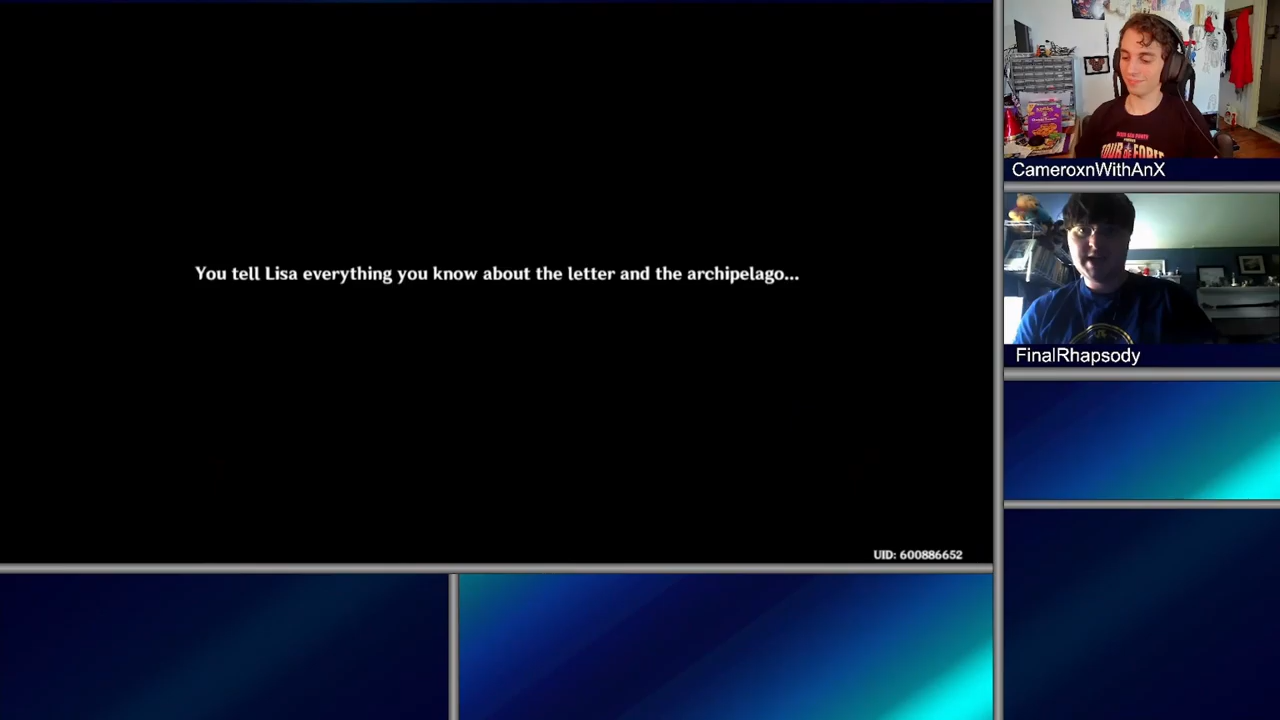 CameroxnWithAnX
You tell Lisa everything you know about the letter and the archipelago...
FinalRhapsody
UID: 600886652